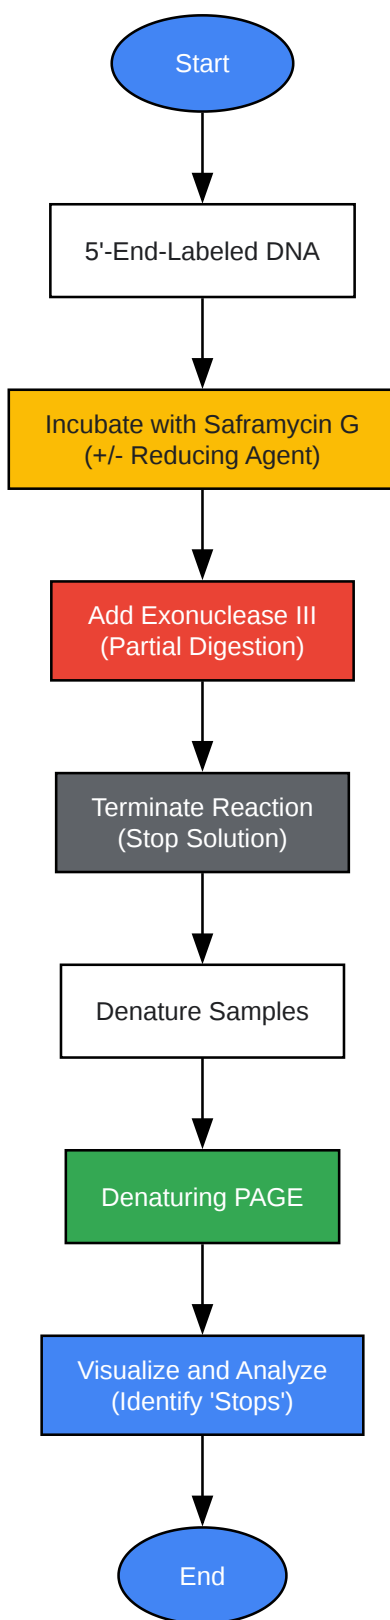 Start
5'-End-Labeled DNA
Incubate with Saframycin G
(+/- Reducing Agent)
Add Exonuclease III
(Partial Digestion)
Terminate Reaction
(Stop Solution)
Denature Samples
Denaturing PAGE
Visualize and Analyze
(Identify 'Stops')
End